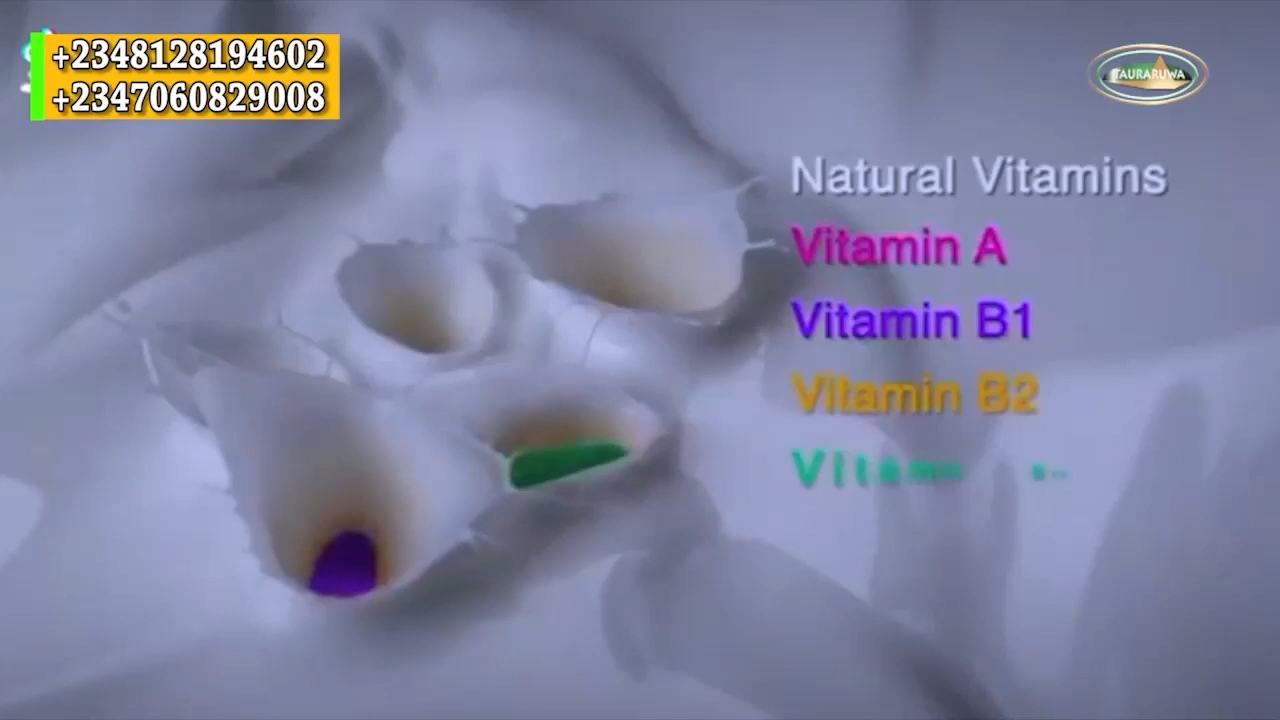 +2348128194602
+2347060829008
TAURARUWA
Natural Vitamins
Vitamin A
Vitamin B1
Vitamin B2